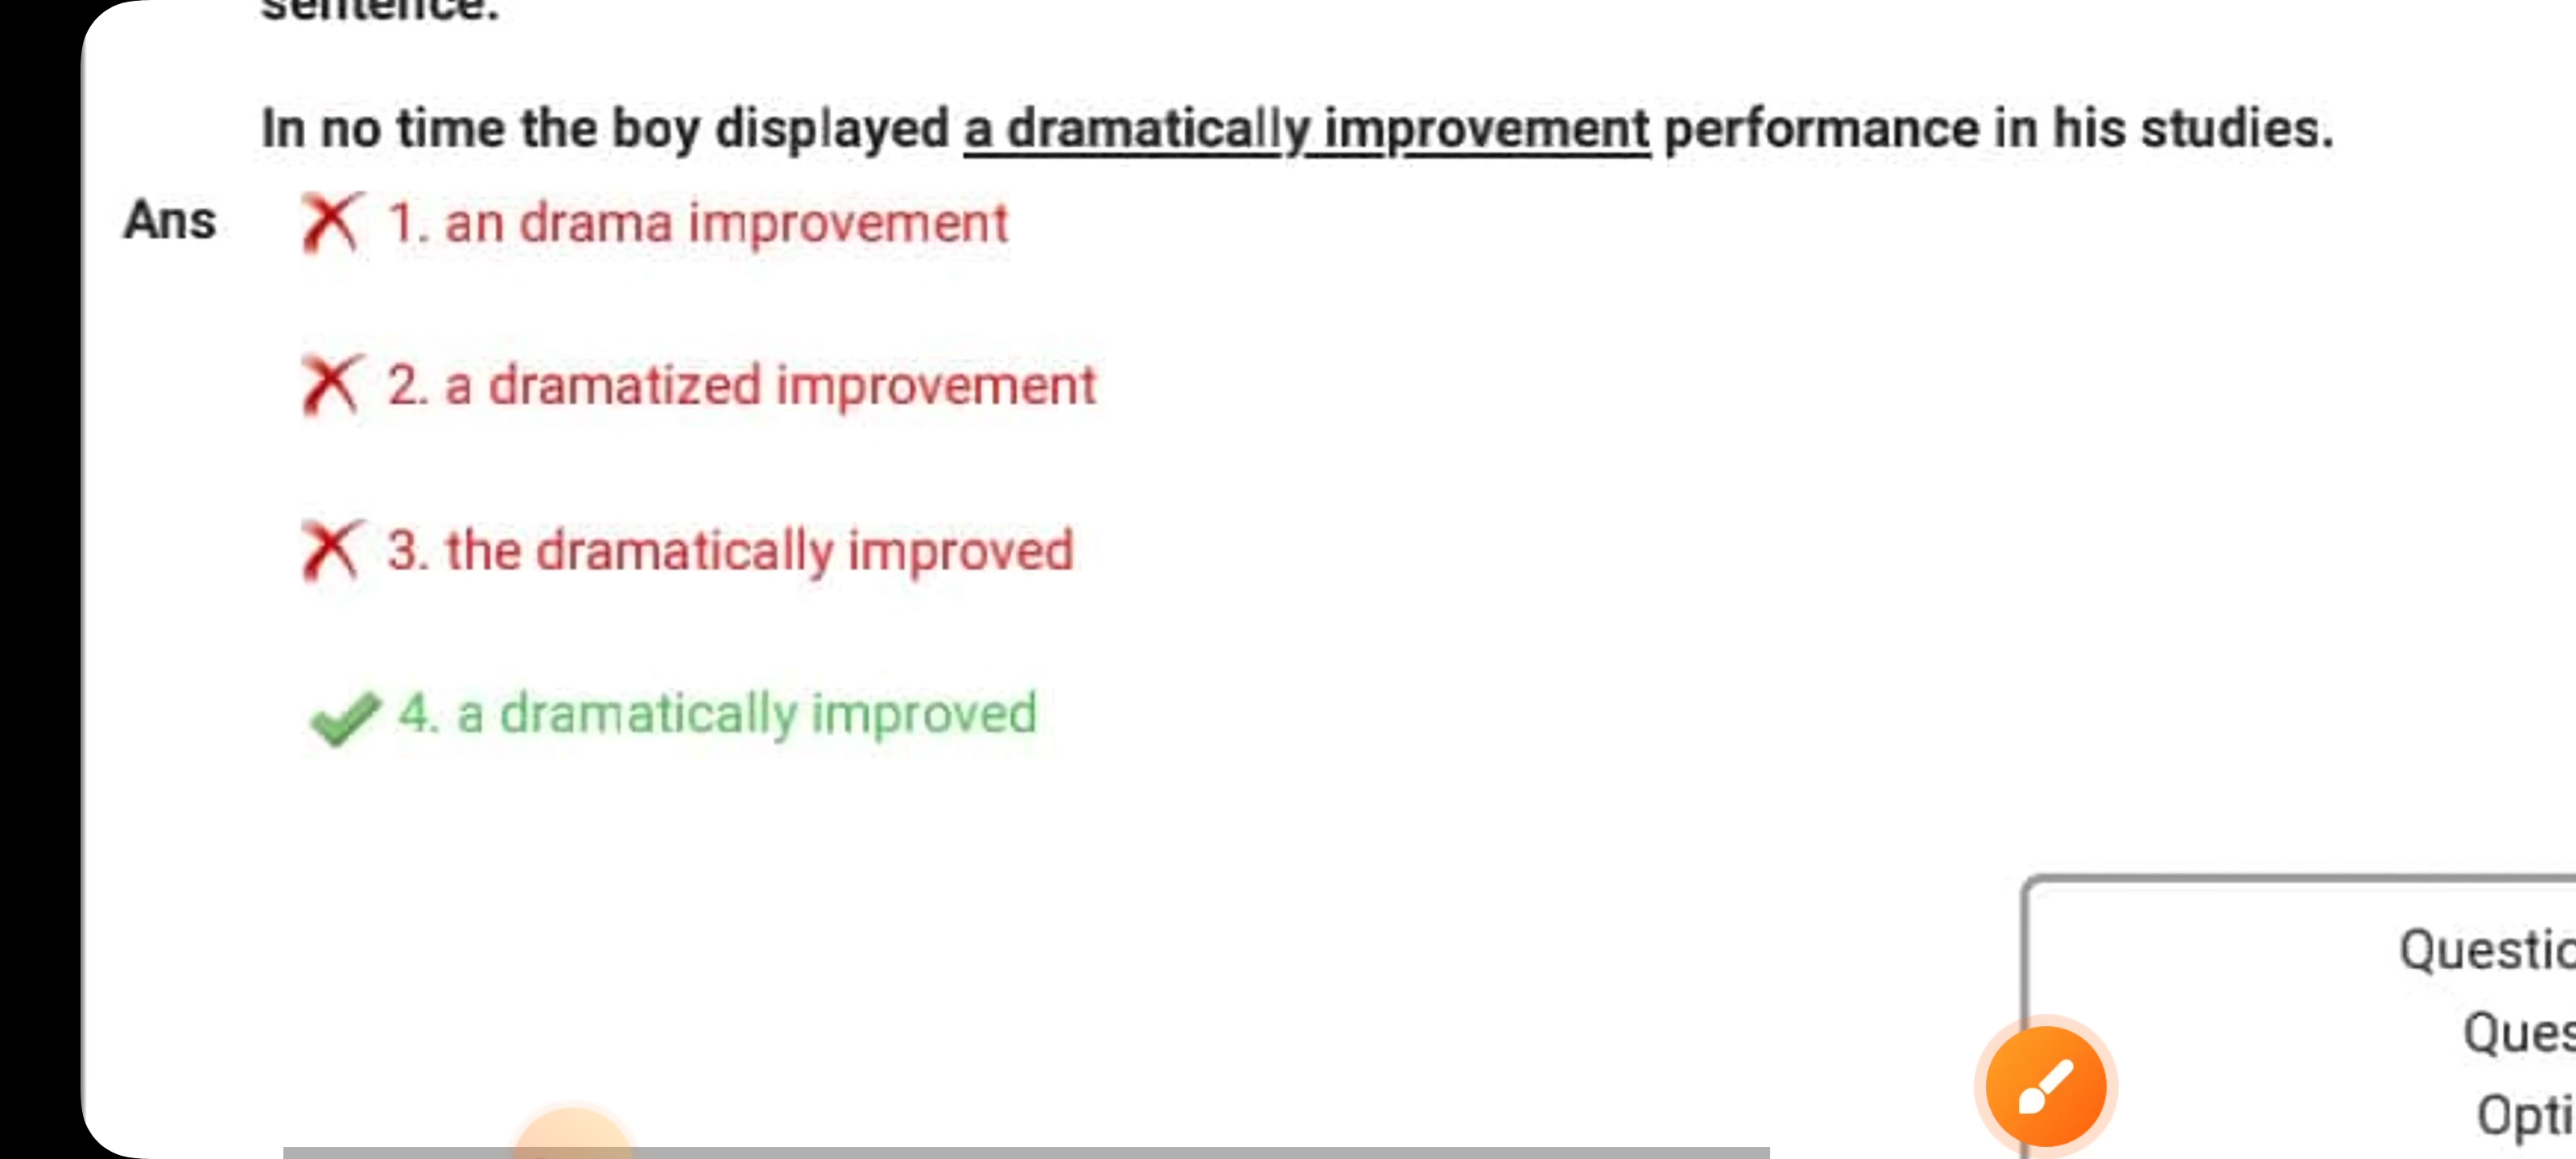 sentence.
In no time the boy displayed a dramatically improvement performance in his studies.
Ans
1. an drama improvement
2. a dramatized improvement
3. the dramatically improved
4. a dramatically improved